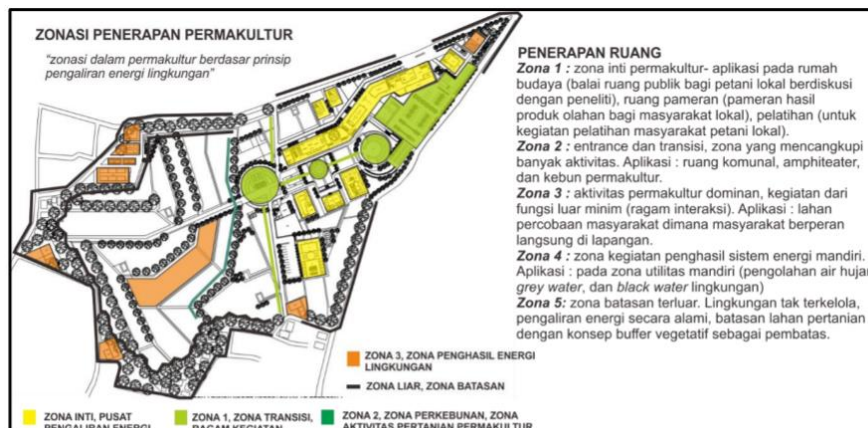 ZONASI PENERAPAN PERMAKULTUR
"zonasi dalam permakultur berdasar prinsip
pengaliran energi lingkungan"
PENERAPAN RUANG
Zona 1 : zona inti permakultur- aplikasi pada rumah
budaya (balai ruang publik bagi petani lokal berdiskusi
dengan peneliti), ruang pameran (pameran hasil
produk olahan bagi masyarakat lokal), pelatihan (untuk
kegiatan pelatihan masyarakat petani lokal).
Zona 2 : entrance dan transisi, zona yang mencangkupi
banyak aktivitas. Aplikasi : ruang komunal, amphiteater,
dan kebun permakultur.
Zona 3 : aktivitas permakultur dominan, kegiatan dari
fungsi luar minim (ragam interaksi). Aplikasi : lahan
percobaan masyarakat dimana masyarakat berperan
langsung di lapangan.
Zona 4 : zona kegiatan penghasil sistem energi mandiri.
Aplikasi : pada zona utilitas mandiri (pengolahan air hujan
grey water, dan black water lingkungan)
Zona 5: zona batasan terluar. Lingkungan tak terkelola,
pengaliran energi secara alami, batasan lahan pertanian
dengan konsep buffer vegetatif sebagai pembatas.
ZONA 3, ZONA PENGHASIL ENERGI
LINGKUNGAN
ZONA LIAR, ZONA BATASAN
ZONA INTI, PUSAT
PENGALIRAN ENERGI
ZONA 1, ZONA TRANSISI,
RAGAM KEGIATAN
ZONA 2, ZONA PERKEBUNAN, ZONA
AKTIVITAS PERTANIAN PERMAKULTUR